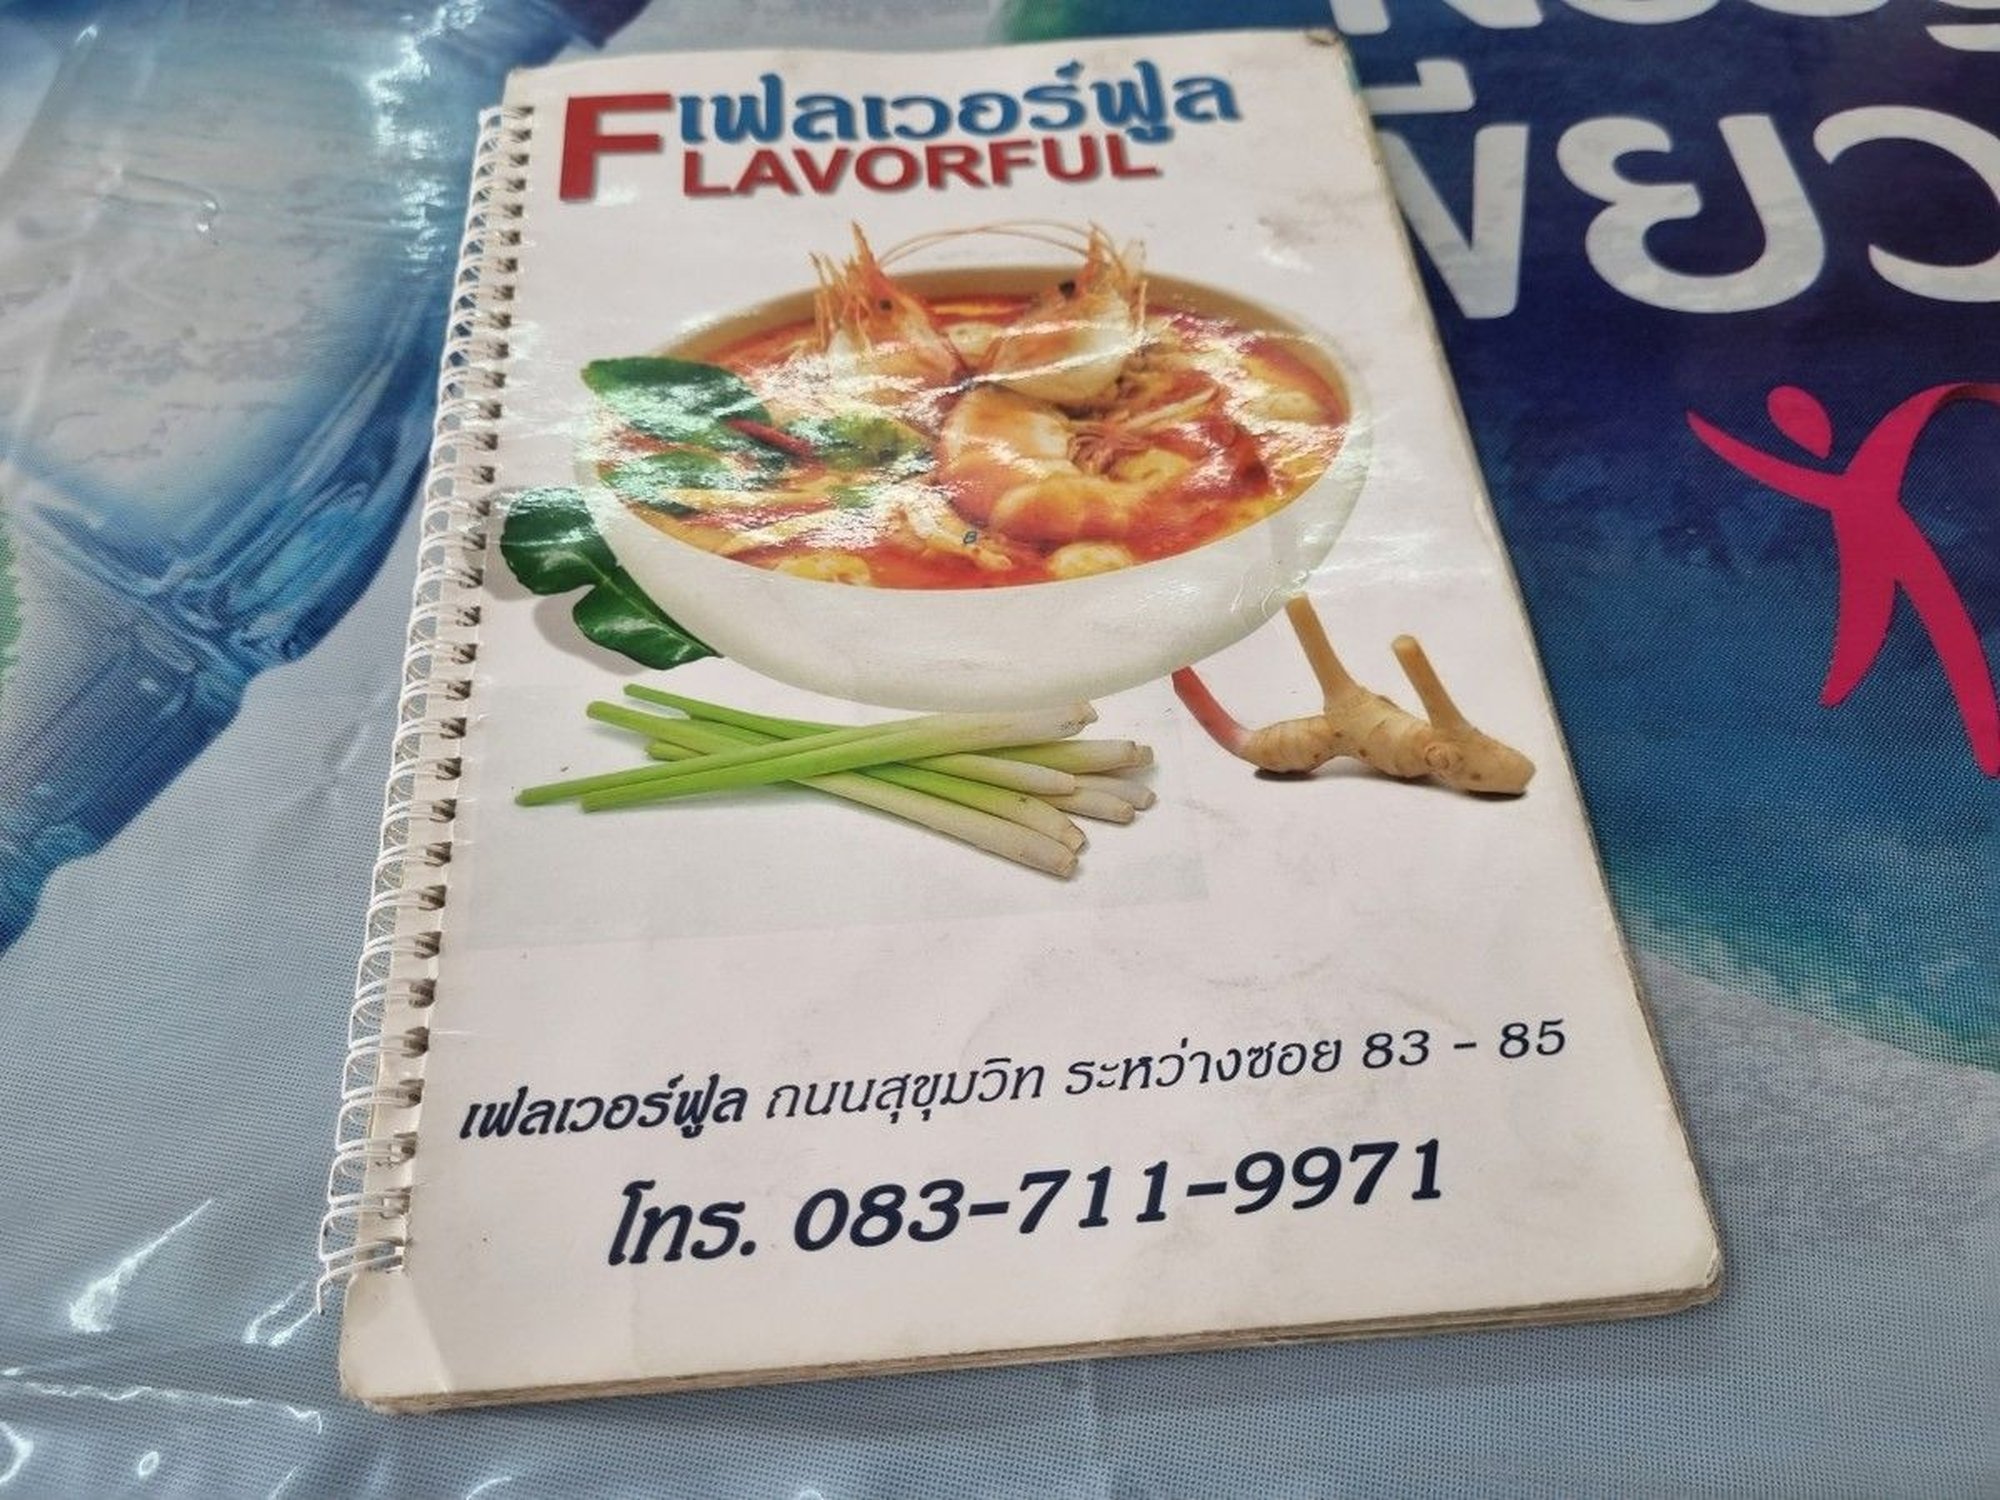 เฟลเวอร์ฟูล
FLAVORFUL
เฟลเวอร์ฟูล ถนนสุขุมวิท ระหว่างซอย 83 - 85
โทร. 083-711-9971